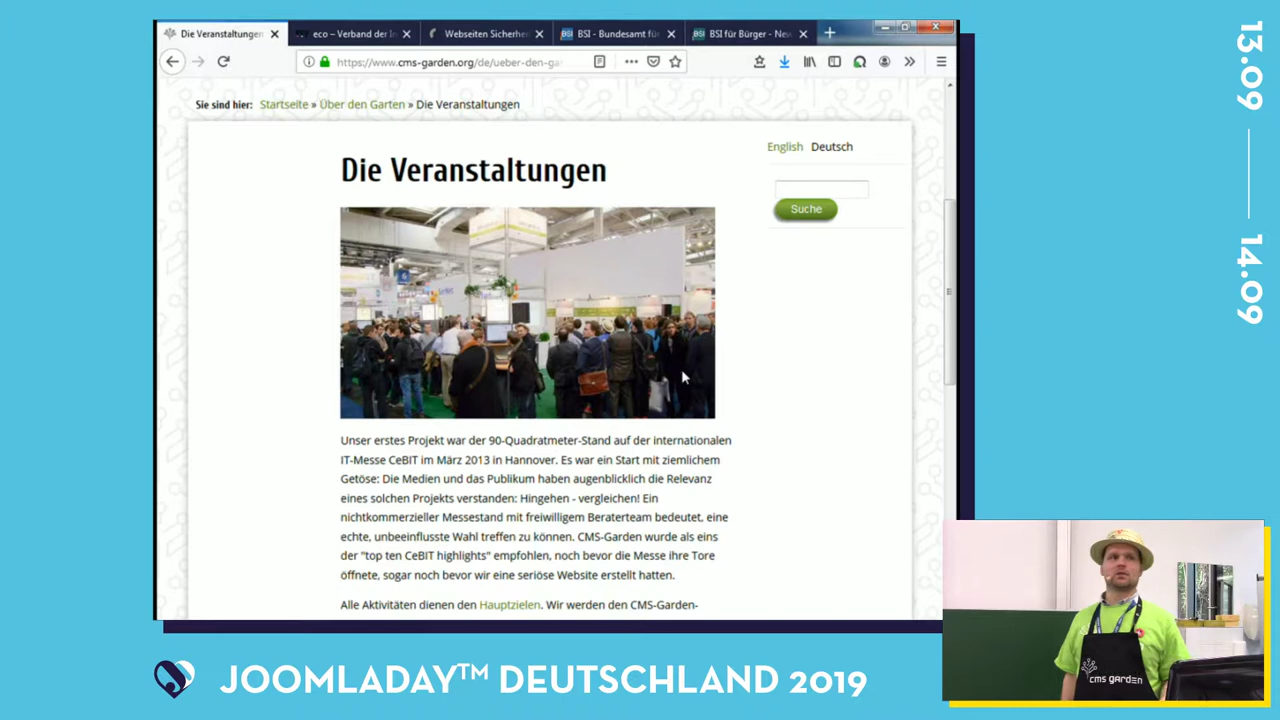 Die Veranstaltungen
eco – Verband der In
Webseiten Sicherhe
BSI - Bundesamt fü
BSI für Bürger - New
https://www.cms-garden.org/de/ueber-den-ga
Sie sind hier: Startseite » Über den Garten » Die Veranstaltungen
English Deutsch
Suche
Die Veranstaltungen
Unser erstes Projekt war der 90-Quadratmeter-Stand auf der internationalen
IT-Messe CeBIT im März 2013 in Hannover. Es war ein Start mit ziemlichem
Getöse: Die Medien und das Publikum haben augenblicklich die Relevanz
eines solchen Projekts verstanden: Hingehen - vergleichen! Ein
nichtkommerzieller Messestand mit freiwilligem Beraterteam bedeutet, eine
echte, unbeeinflusste Wahl treffen zu können. CMS-Garden wurde als eins
der "top ten CeBIT highlights" empfohlen, noch bevor die Messe ihre Tore
öffnete, sogar noch bevor wir eine seriöse Website erstellt hatten.
Alle Aktivitäten dienen den Hauptzielen. Wir werden den CMS-Garden-
13.09
14.09
cms garden
JOOMLADAY™ DEUTSCHLAND 2019